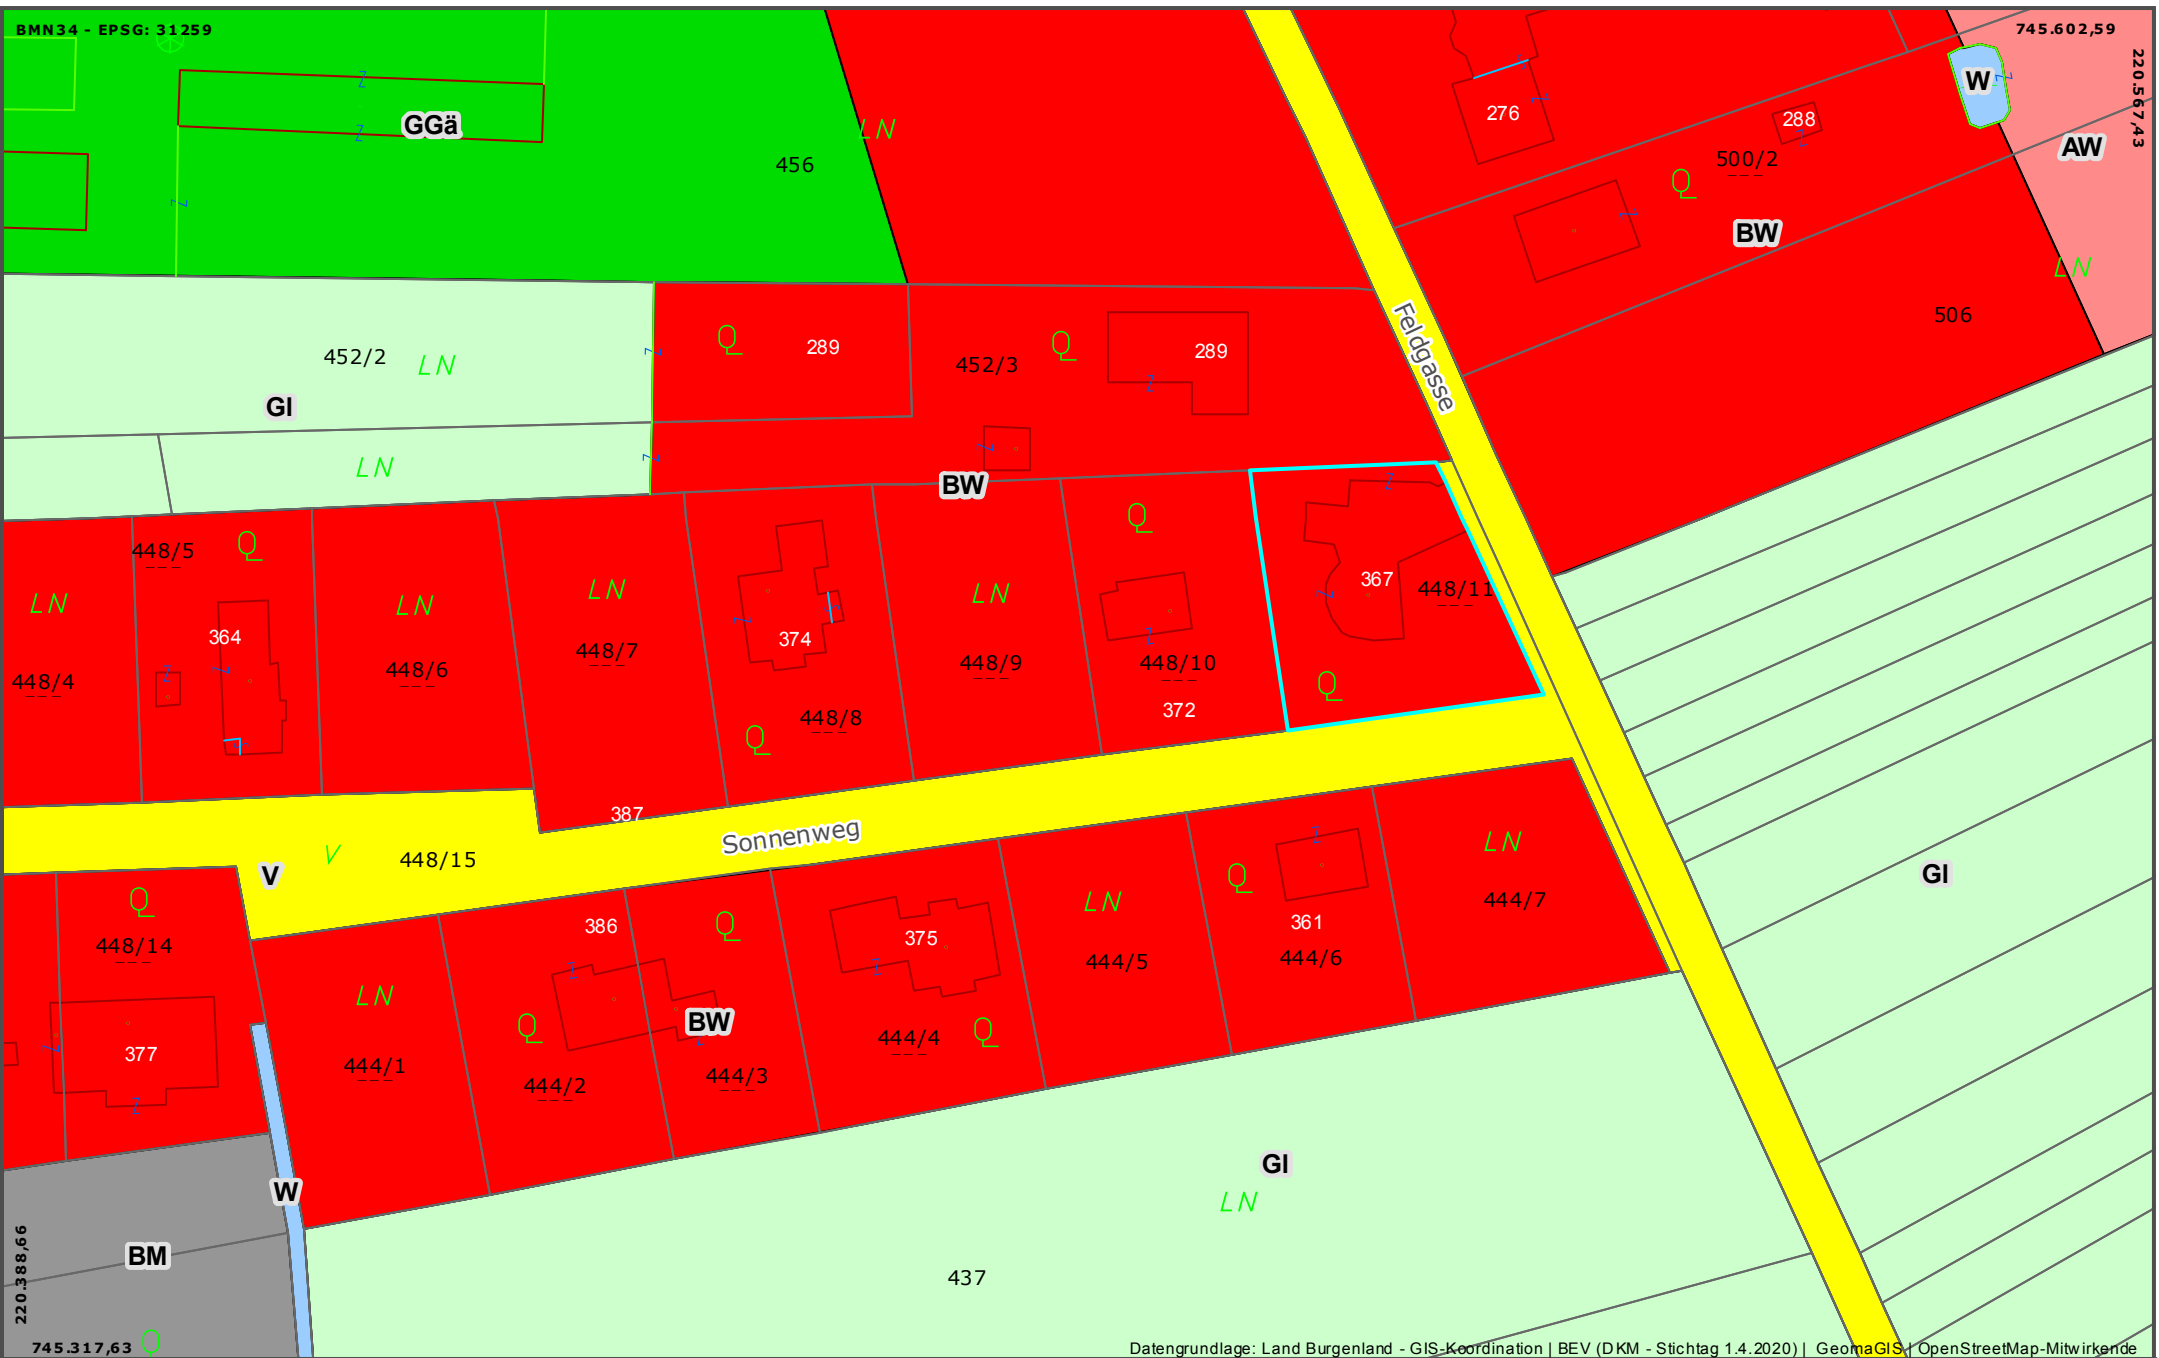 BMN34 - EPSG: 31259
745.602,59
220.567,43
W
276
288
GGä
LN
AW
456
500/2
Q
BW
LN
506
Feldgasse
Q
289
Q
289
452/2
LN
452/3
GI
LN
BW
Q
448/5
Q
367
448/11
LN
LN
LN
LN
364
374
448/7
448/6
448/9
448/10
448/4
Q
372
448/8
Q
387
Sonnenweg
LN
V
448/15
V
Q
Q
LN
444/7
GI
386
Q
361
375
448/14
444/6
444/5
LN
Q
BW
Q
444/4
377
444/1
444/2
444/3
GI
W
LN
BM
437
220.388,66
745.317,63
Q
Datengrundlage: Land Burgenland - GIS-Koordination | BEV (DKM - Stichtag 1.4.2020) | GeomaGIS | OpenStreetMap-Mitwirkende